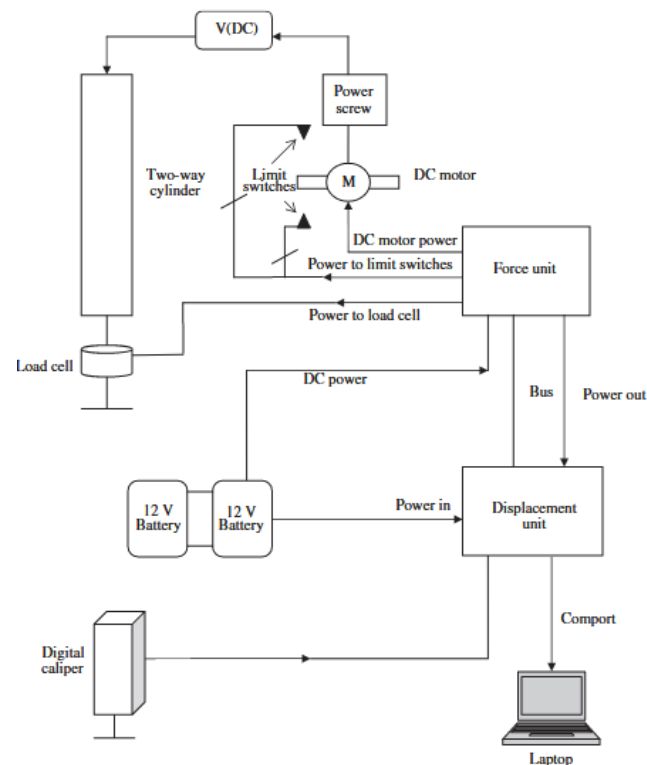 V(DC)
Power
screw
Two-way
cylinder
Limit
switches
M
DC motor
DC motor power
Power to limit switches
Force unit
Power to load cell
Load cell
DC power
Bus
Power out
12 V
Battery
12 V
Battery
Power in
Displacement
unit
Digital
caliper
Comport
Laptop